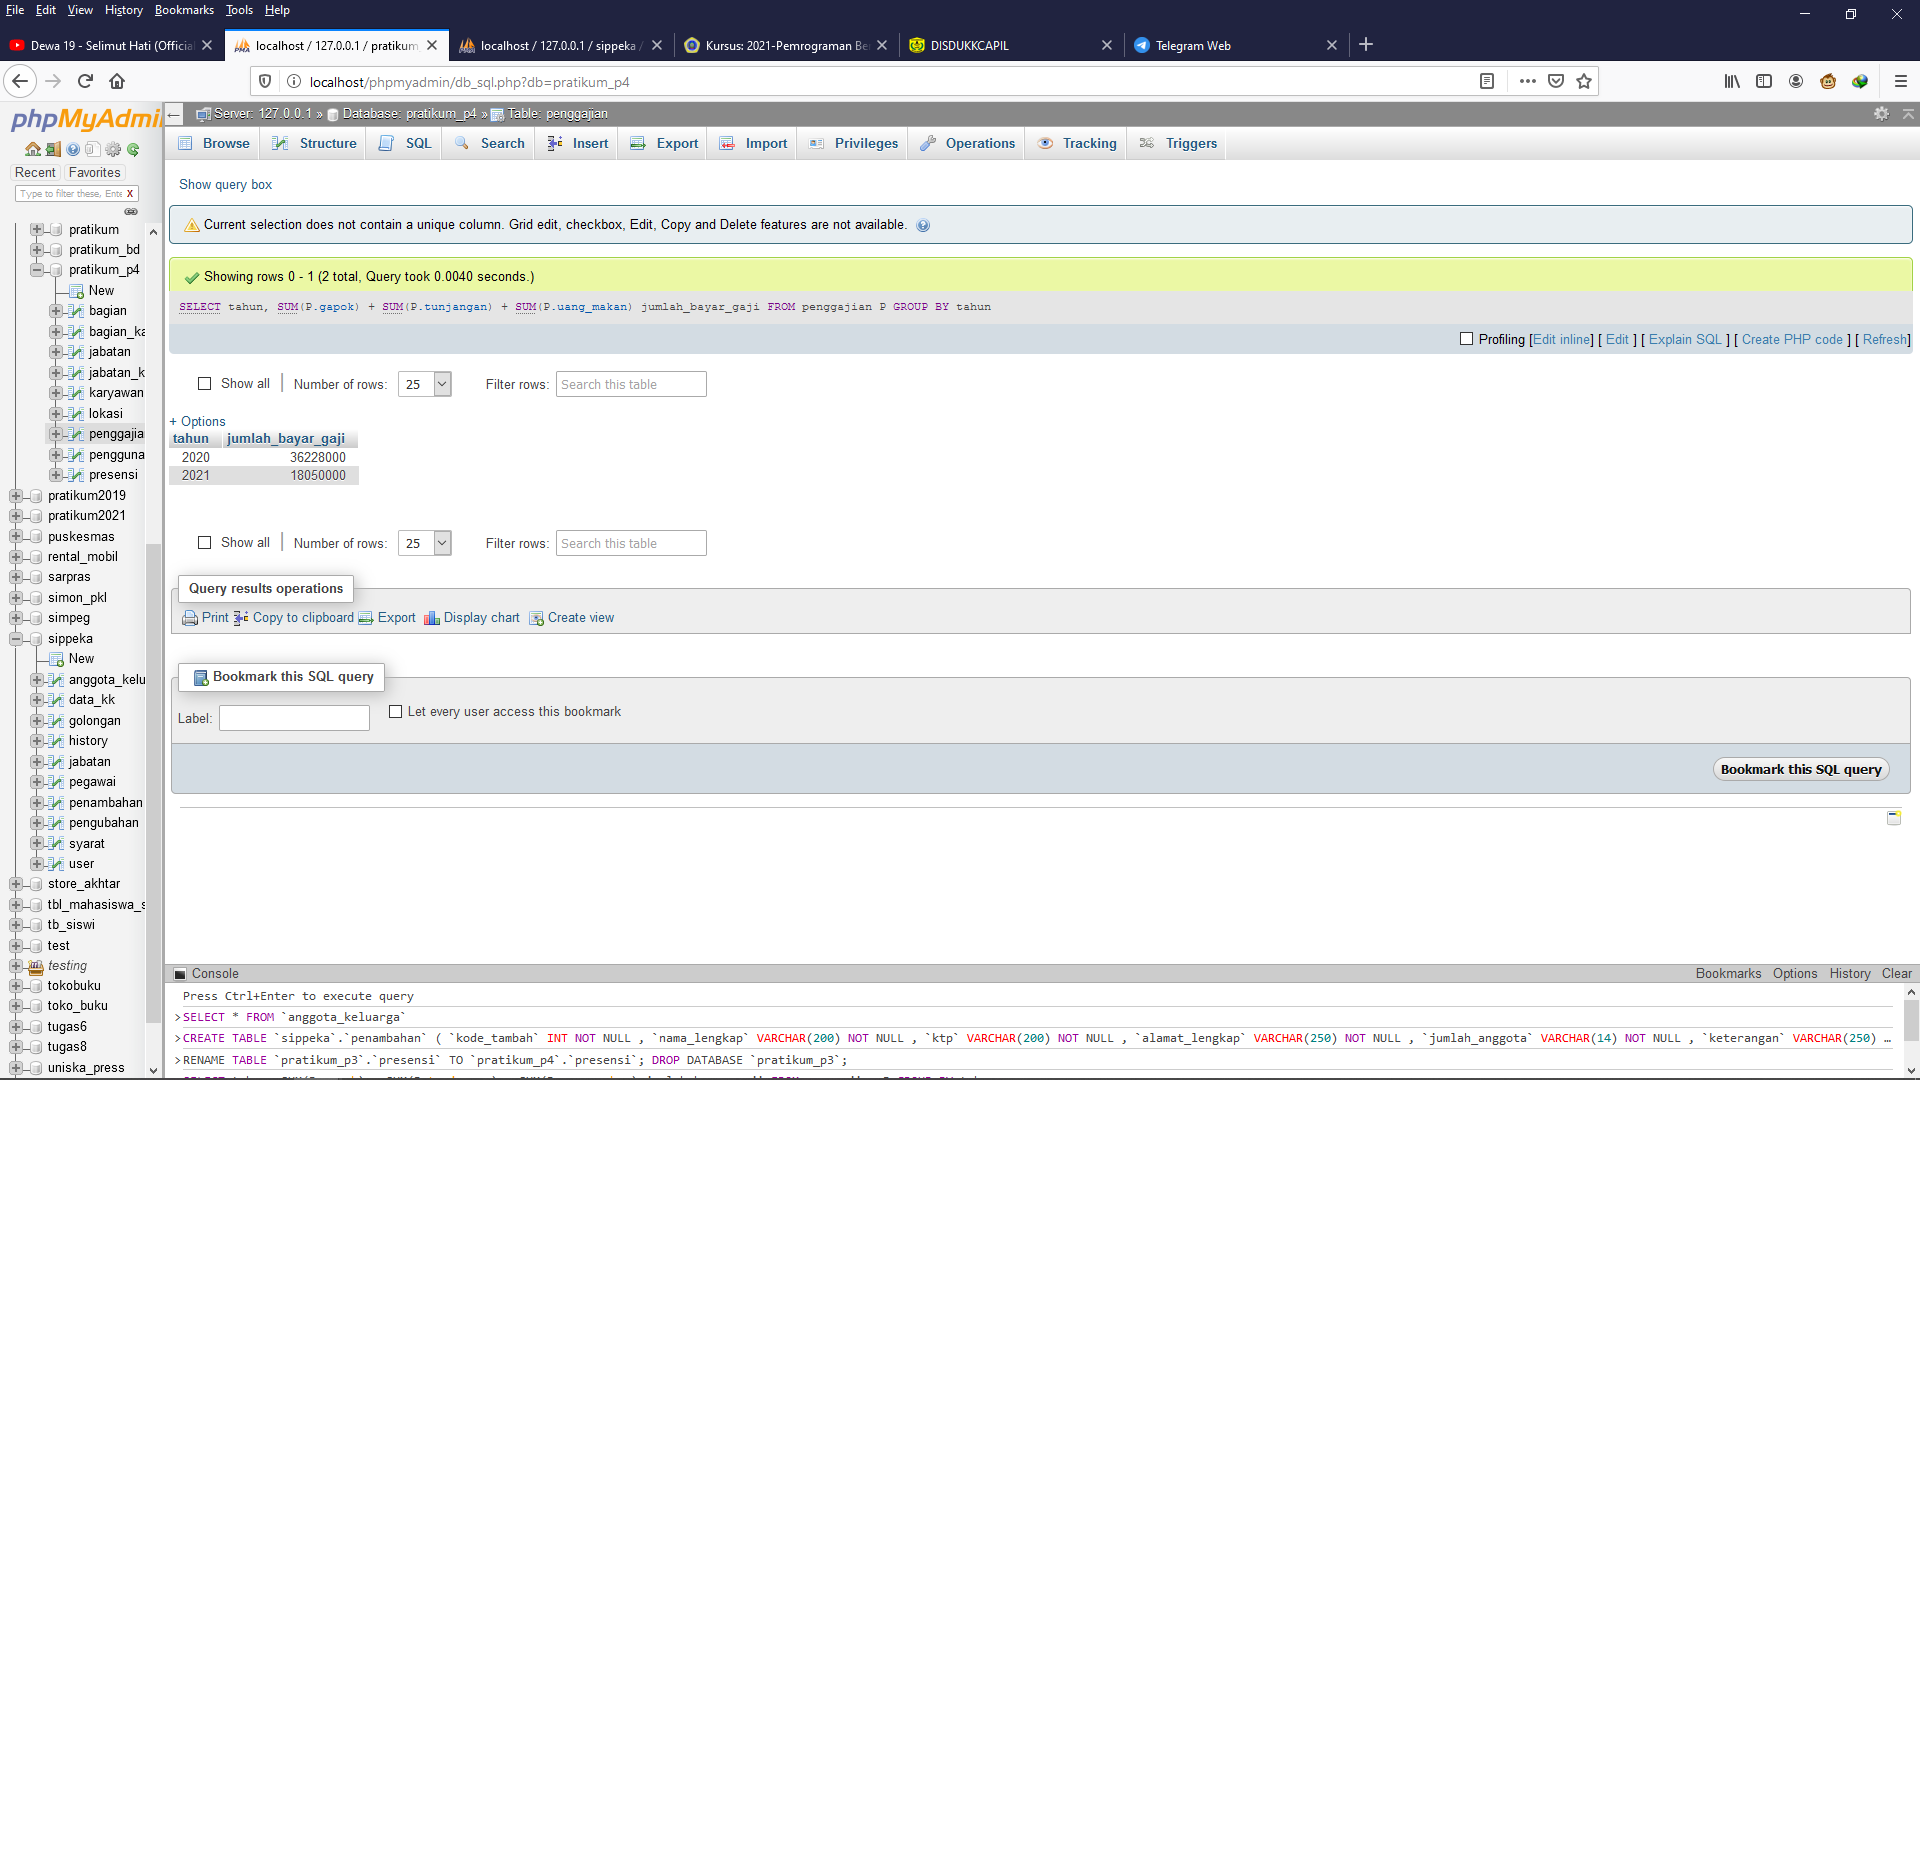 File Edit View History Bookmarks Tools Help
Dewa 19 - Selimut Hati (Official
localhost / 127.0.0.1 / pratikum
localhost / 127.0.0.1 / sippeka /
Kursus: 2021-Pemrograman Be
DISDUKKCAPIL
Telegram Web
localhost/phpmyadmin/db_sql.php?db=pratikum_p4
phpMyAdmi
Recent Favorites
Type to filter these, Ente X
pratikum
pratikum_bd
pratikum_p4
New
bagian
bagian_ka
jabatan
jabatan_k
karyawan
lokasi
penggajia
pengguna
presensi
pratikum2019
pratikum2021
puskesmas
rental_mobil
sarpras
simon_pkl
simpeg
sippeka
New
anggota_kelu
data_kk
golongan
history
jabatan
pegawai
penambahan
pengubahan
syarat
user
store_akhtar
tbl_mahasiswa_s
tb_siswi
test
testing
tokobuku
toko_buku
tugas6
tugas8
uniska_press
Server: 127.0.0.1 » Database: pratikum_p4 » Table: penggajian
Browse Structure SQL Search Insert Export Import Privileges Operations Tracking Triggers
Show query box
Current selection does not contain a unique column. Grid edit, checkbox, Edit, Copy and Delete features are not available.
Showing rows 0 - 1 (2 total, Query took 0.0040 seconds.)
SELECT tahun, SUM(P.gapok) + SUM(P.tunjangan) + SUM(P.uang_makan) jumlah_bayar_gaji FROM penggajian P GROUP BY tahun
Profiling [Edit inline] [ Edit ] [ Explain SQL ] [ Create PHP code ] [ Refresh]
Show all | Number of rows: 25 Filter rows: Search this table
+ Options
tahun jumlah_bayar_gaji
2020 36228000
2021 18050000
Show all | Number of rows: 25 Filter rows: Search this table
Query results operations
Print Copy to clipboard Export Display chart Create view
Bookmark this SQL query
Label: Let every user access this bookmark
Bookmark this SQL query
Console Bookmarks Options History Clear
Press Ctrl+Enter to execute query
>SELECT * FROM `anggota_keluarga`
>CREATE TABLE `sippeka`.`penambahan` ( `kode_tambah` INT NOT NULL , `nama_lengkap` VARCHAR(200) NOT NULL , `ktp` VARCHAR(200) NOT NULL , `alamat_lengkap` VARCHAR(250) NOT NULL , `jumlah_anggota` VARCHAR(14) NOT NULL , `keterangan` VARCHAR(250) …
>RENAME TABLE `pratikum_p3`.`presensi` TO `pratikum_p4`.`presensi`; DROP DATABASE `pratikum_p3`;